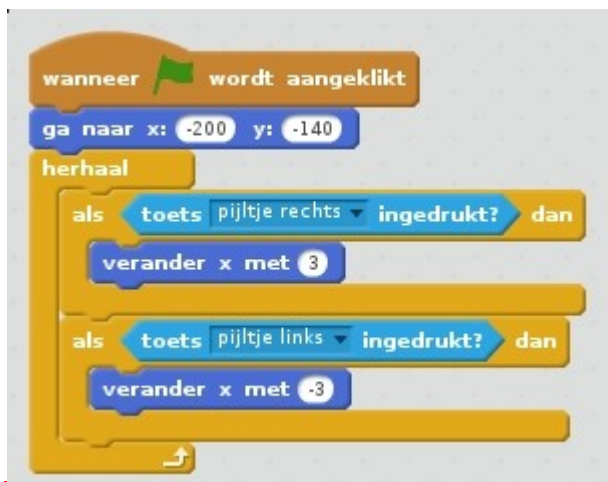 wanneer wordt aangeklikt
ga naar x: -200 y: -140
herhaal
als toets pijltje rechts ingedrukt? dan
verander x met 3
als toets pijltje links ingedrukt? dan
verander x met -3